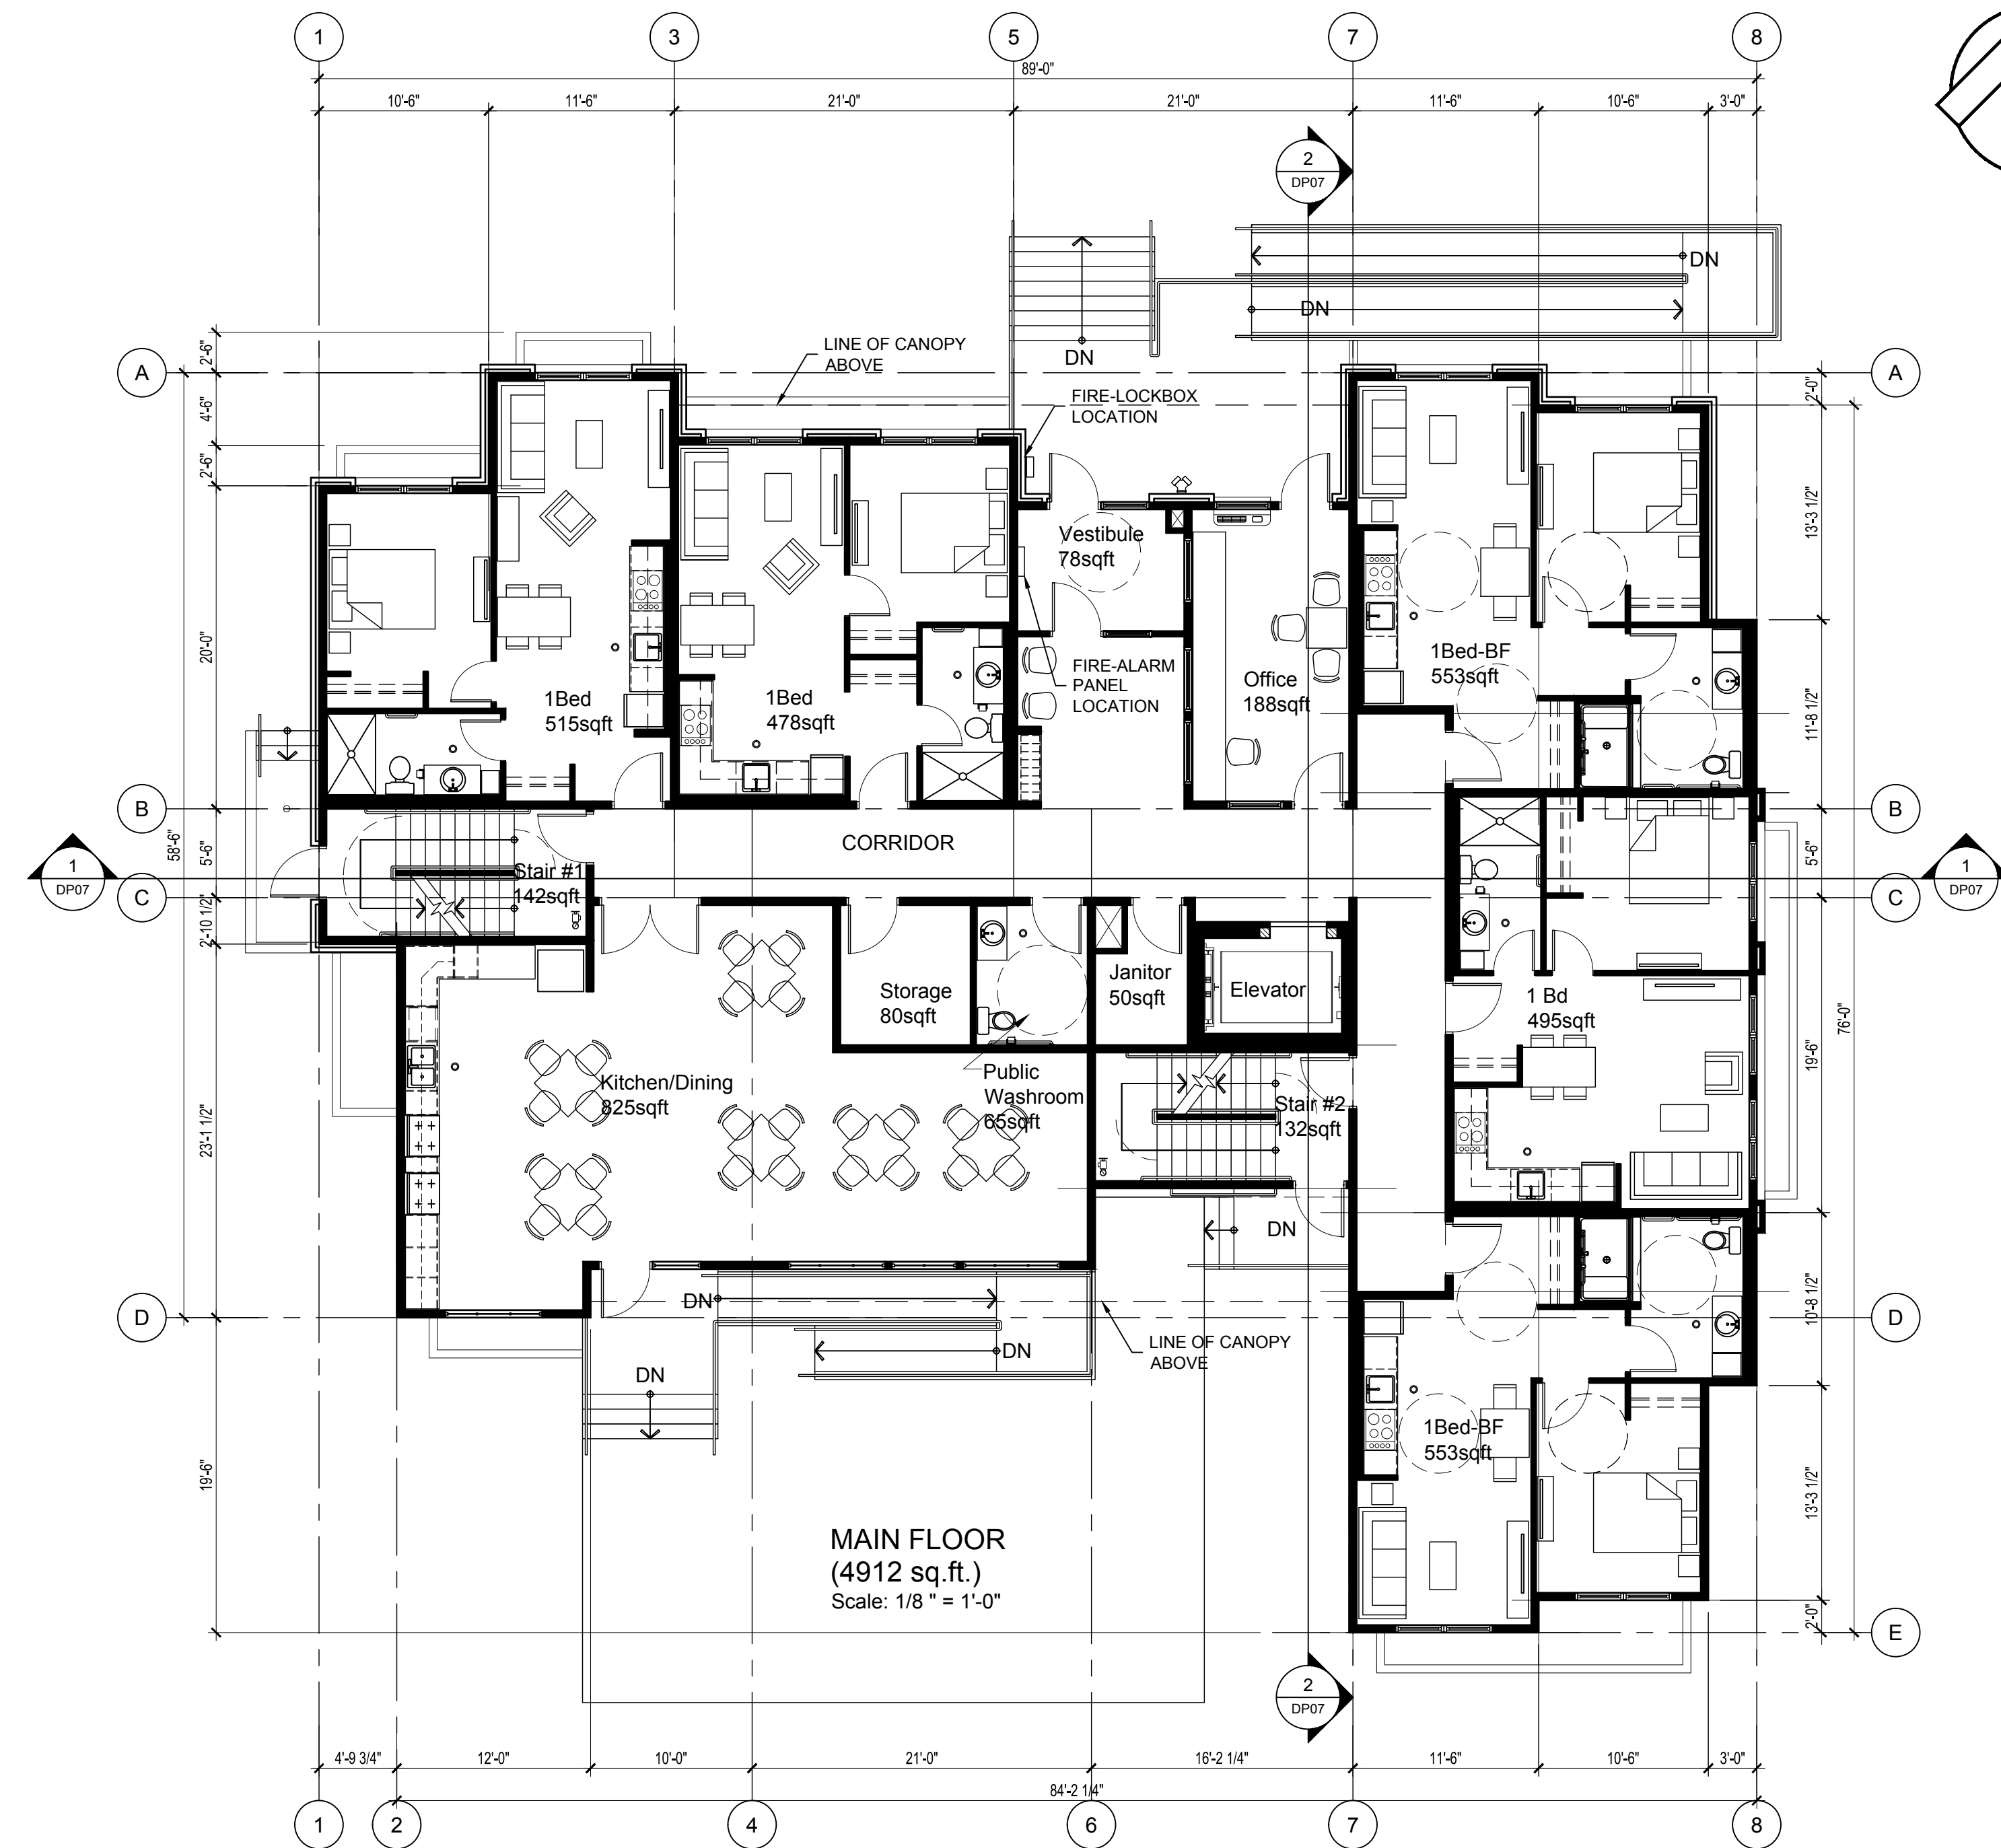 1
3
5
7
8
89'-0"
10'-6"
11'-6"
21'-0"
21'-0"
11'-6"
10'-6"
3'-0"
2
DP07
DN
DN
DN
2'-6"
LINE OF CANOPY
ABOVE
A
A
2'-0"
4'-6"
FIRE-LOCKBOX
LOCATION
2'-6"
13'-3 1/2"
Vestibule
78sqft
20'-0"
1Bed
515sqft
1Bed
478sqft
FIRE-ALARM
PANEL
LOCATION
Office
188sqft
1Bed-BF
553sqft
11'-8 1/2"
B
B
58'-6"
5'-6"
CORRIDOR
5'-6"
1
DP07
Stair #1
142sqft
1
DP07
C
C
2'-10 1/2"
Storage
80sqft
Janitor
50sqft
Elevator
1 Bd
495sqft
76'-0"
19'-6"
Kitchen/Dining
825sqft
Public
Washroom
65sqft
Stair #2
132sqft
23'-1 1/2"
DN
DN
10'-8 1/2"
D
D
DN
LINE OF CANOPY
ABOVE
DN
1Bed-BF
553sqft
19'-6"
13'-3 1/2"
MAIN FLOOR
(4912 sq.ft.)
Scale: 1/8 " = 1'-0"
2'-0"
E
2
DP07
4'-9 3/4"
12'-0"
10'-0"
21'-0"
16'-2 1/4"
11'-6"
10'-6"
3'-0"
84'-2 1/4"
1
2
4
6
7
8